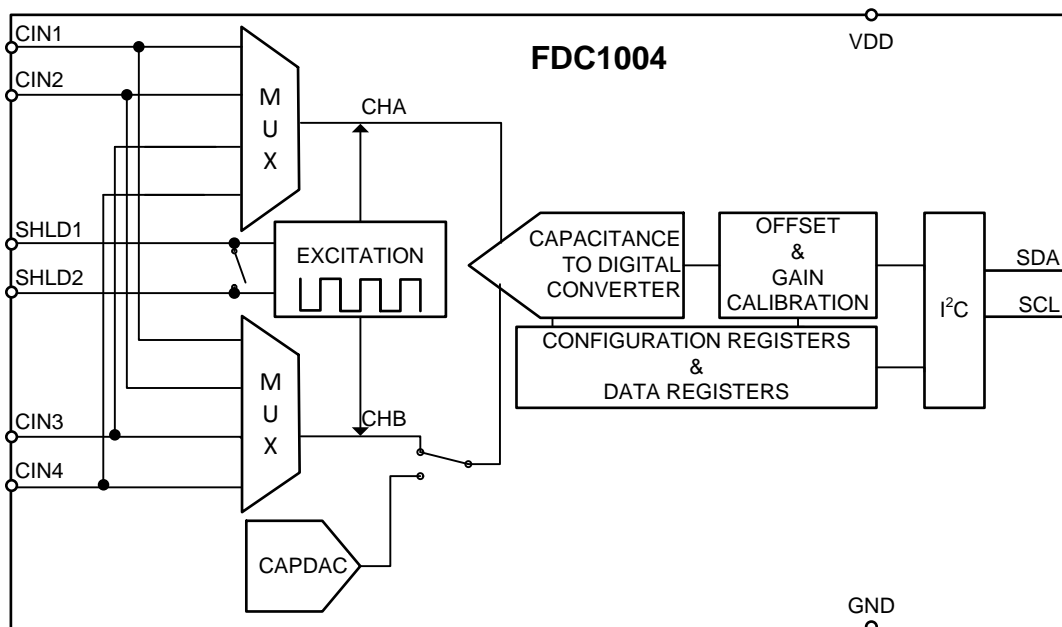 CIN1
CIN2
FDC1004
VDD
M
U
X
CHA
SHLD1
SHLD2
EXCITATION
CAPACITANCE
TO DIGITAL
CONVERTER
OFFSET
&
GAIN
CALIBRATION
I²C
SDA
SCL
CONFIGURATION REGISTERS
&
DATA REGISTERS
M
U
X
CHB
CIN3
CIN4
CAPDAC
GND